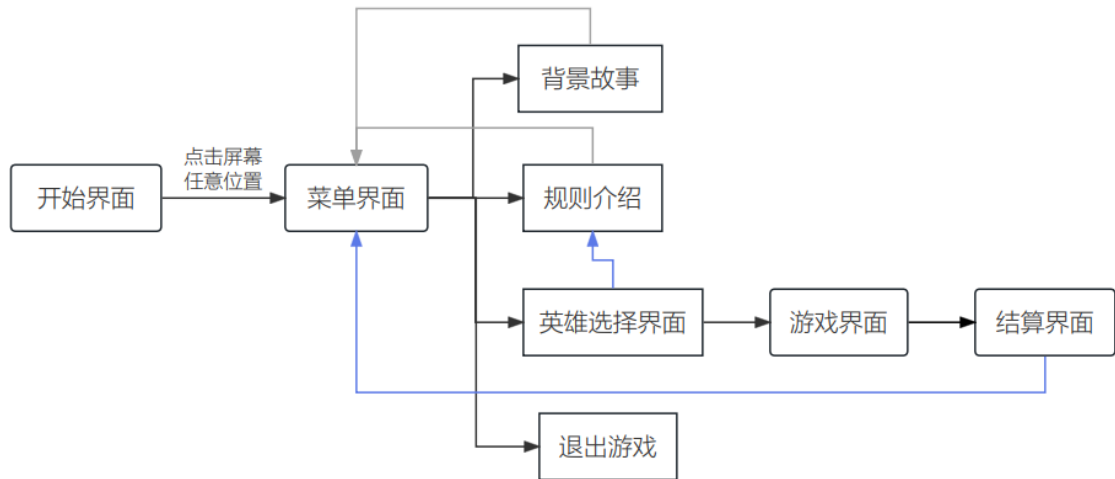 背景故事
点击屏幕
任意位置
开始界面
菜单界面
规则介绍
英雄选择界面
游戏界面
结算界面
退出游戏